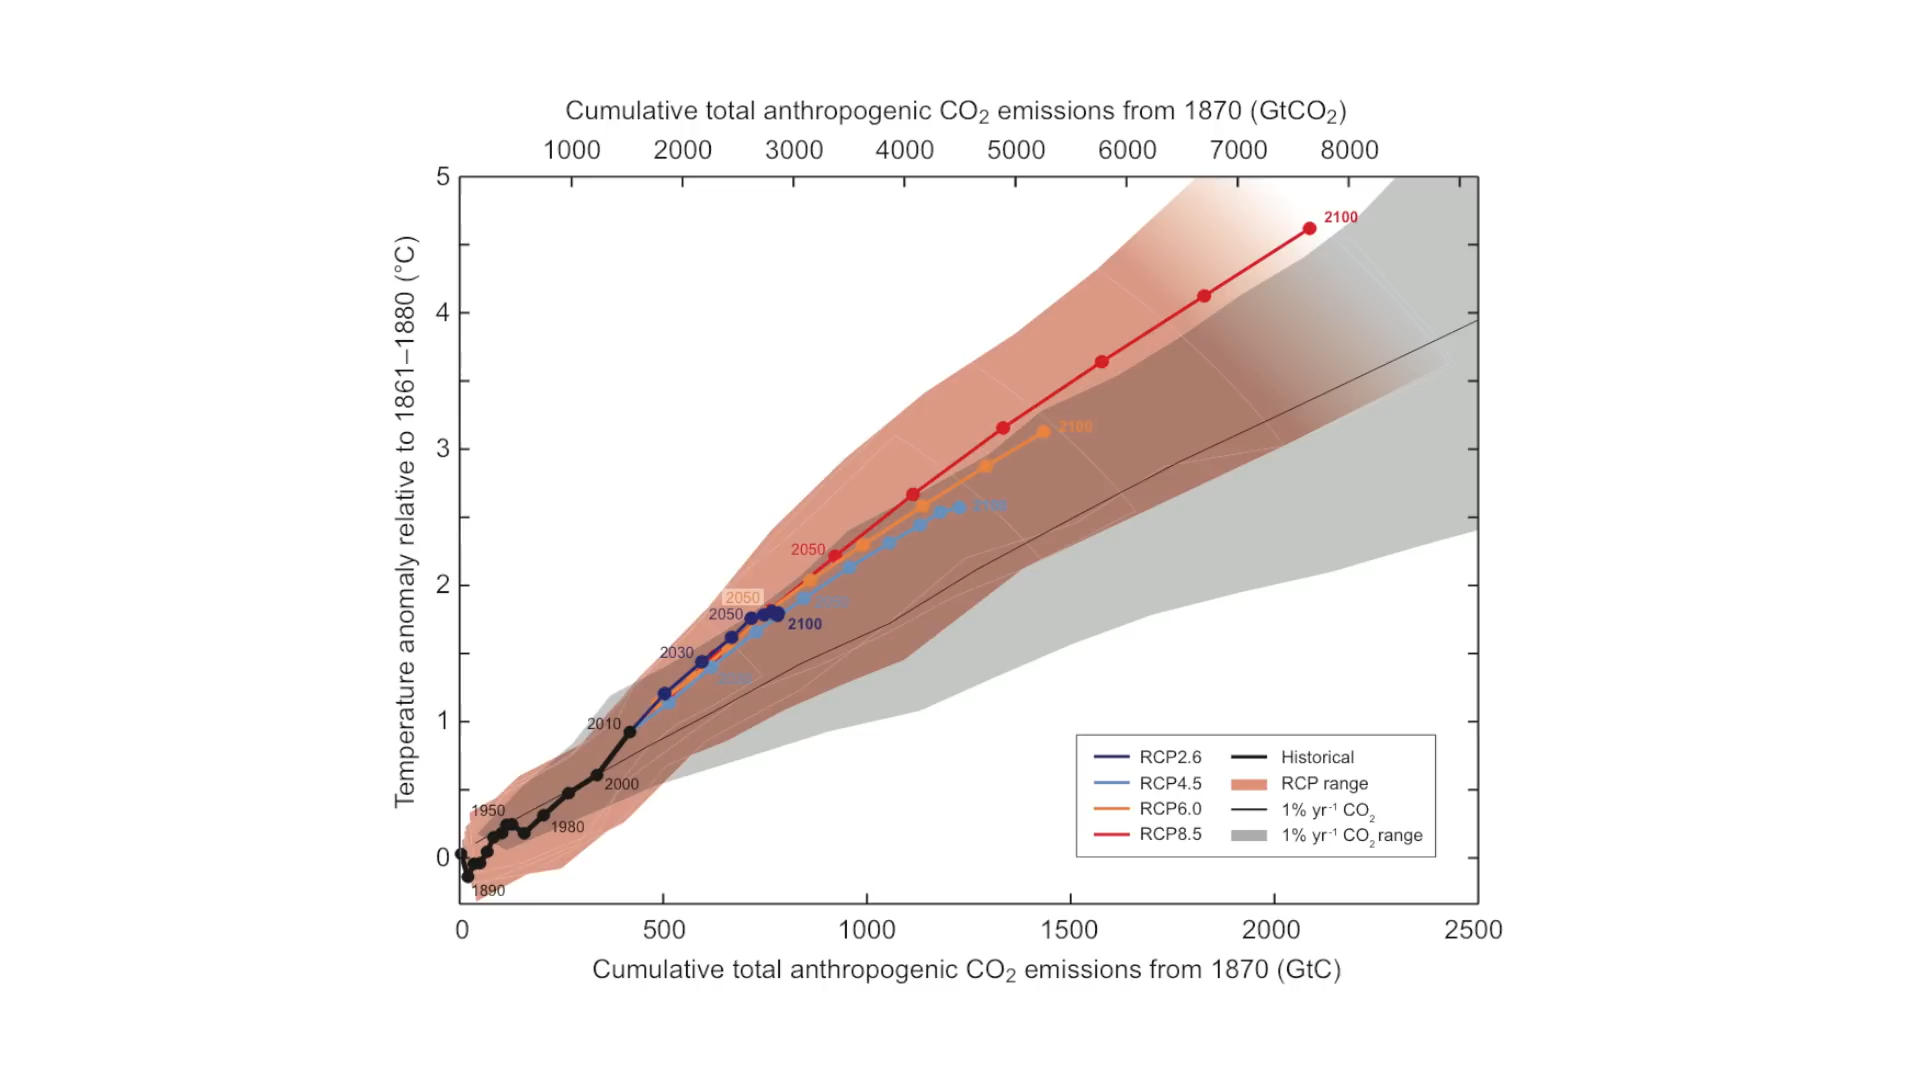 Cumulative total anthropogenic CO₂ emissions from 1870 (GtCO₂)
1000 2000 3000 4000 5000 6000 7000 8000
Temperature anomaly relative to 1861–1880 (°C)
5
4
3
2
1
0
2100
2100
2100
2050
2050
2050
2100
2030
2010
2000
1980
1950
1890
RCP2.6
RCP4.5
RCP6.0
RCP8.5
Historical
RCP range
1% yr⁻¹ CO₂
1% yr⁻¹ CO₂ range
0 500 1000 1500 2000 2500
Cumulative total anthropogenic CO₂ emissions from 1870 (GtC)